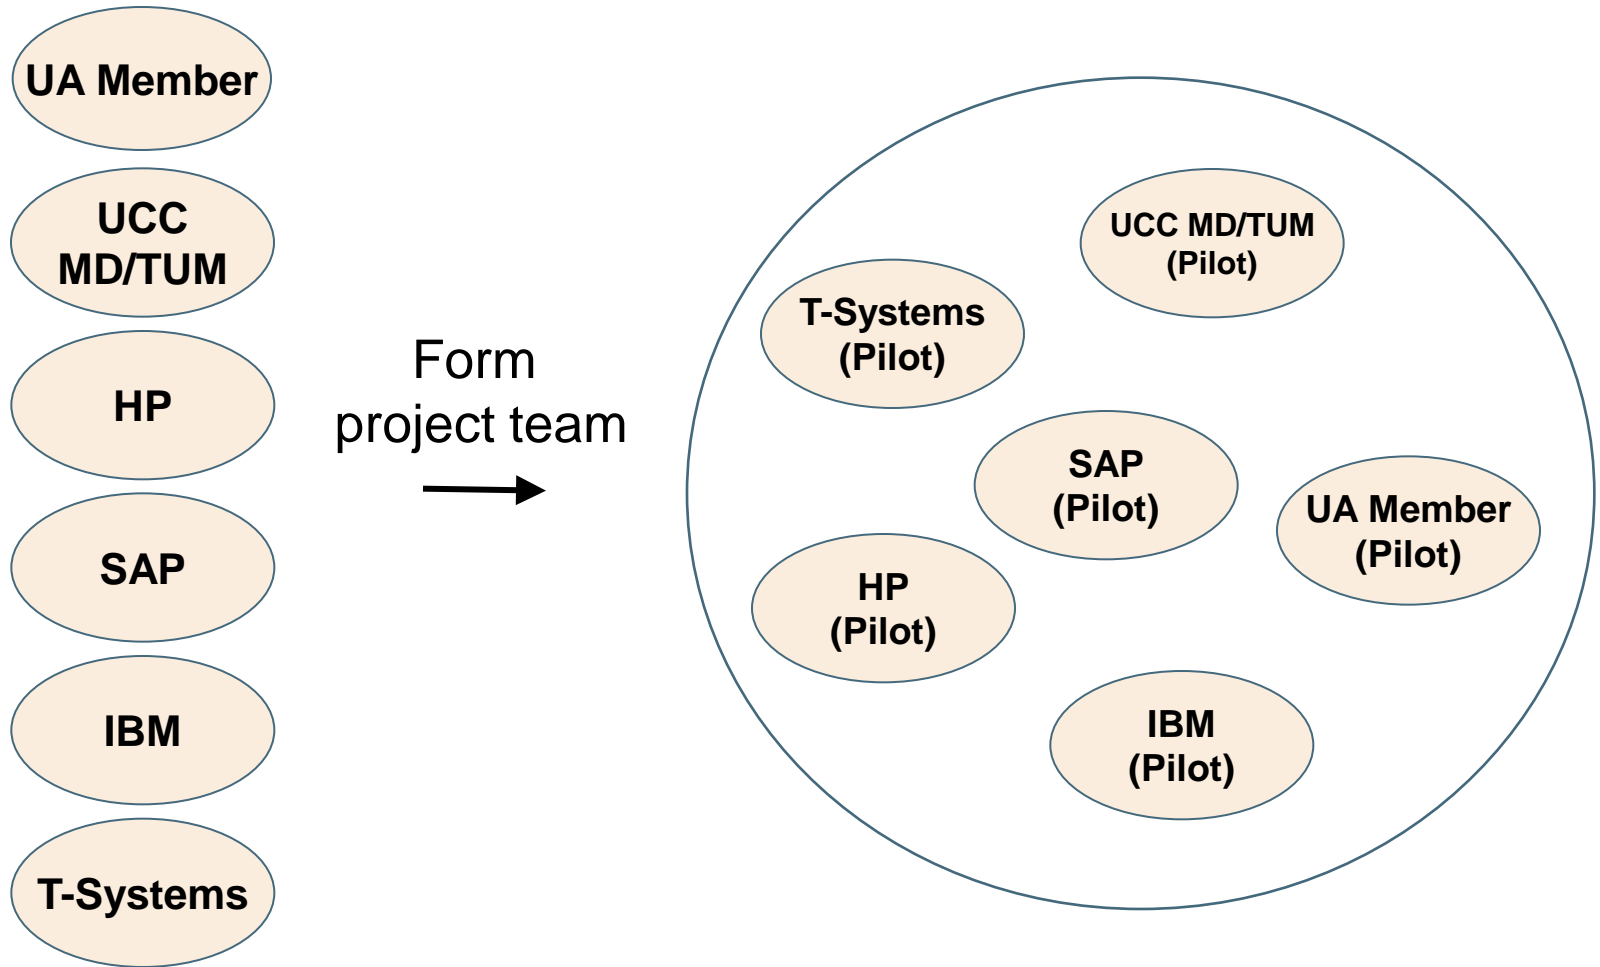 UA Member
UCC
MD/TUM
HP
SAP
IBM
T-Systems
Form
project team
UCC MD/TUM
(Pilot)
T-Systems
(Pilot)
SAP
(Pilot)
UA Member
(Pilot)
HP
(Pilot)
IBM
(Pilot)